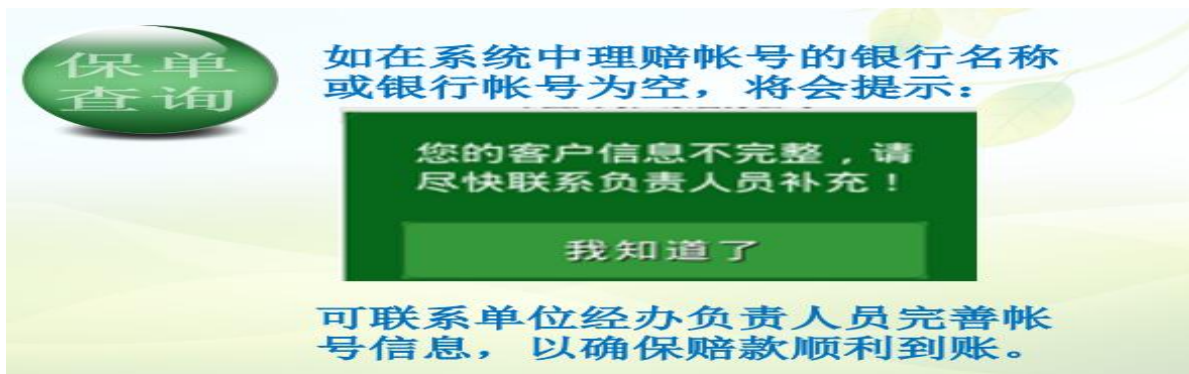 保单
查询
如在系统中理赔帐号的银行名称
或银行帐号为空，将会提示：
您的客户信息不完整，请
尽快联系负责人员补充！
我知道了
可联系单位经办负责人员完善帐
号信息，以确保赔款顺利到账。